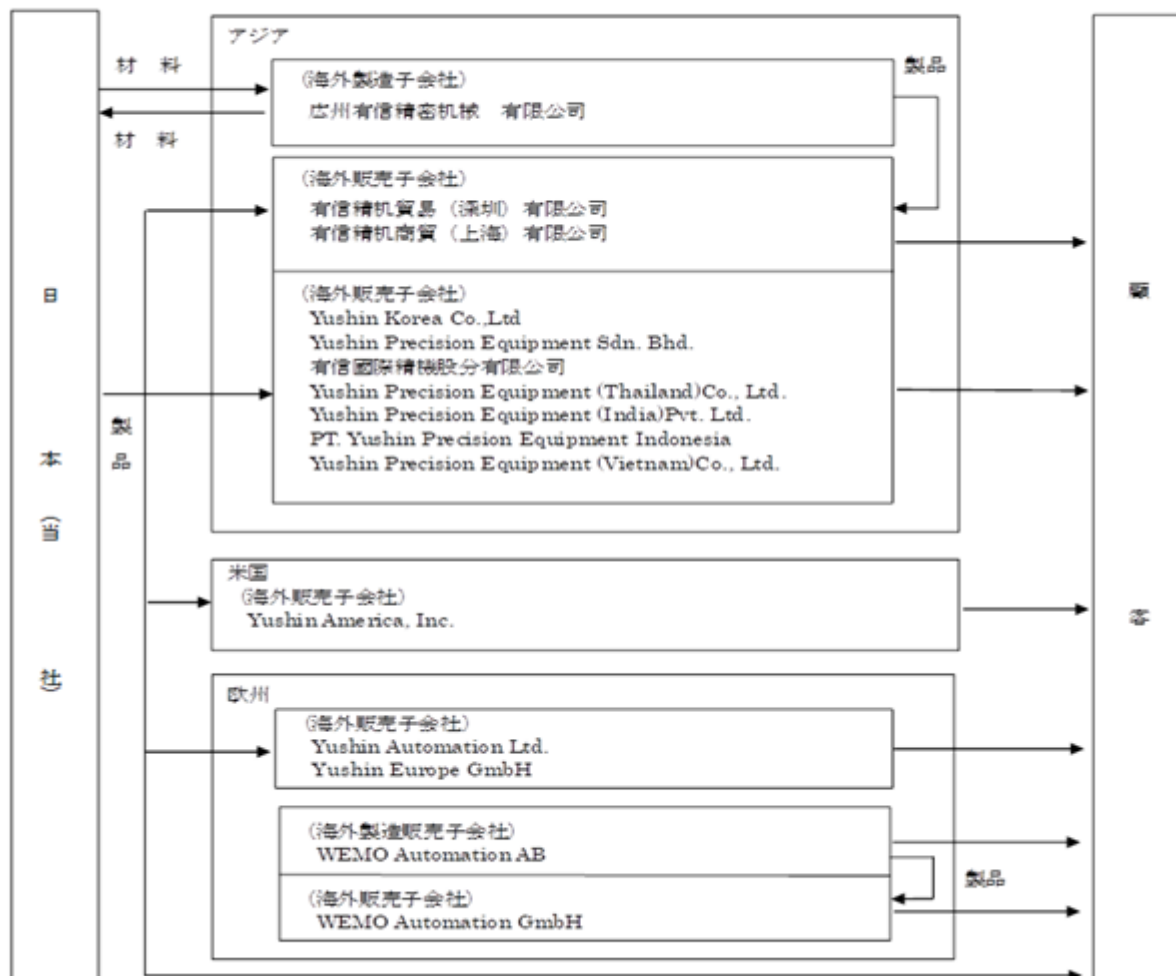 日本(当社)
材 料
材 料
製品
アジア
(海外製造子会社)
広州有信精密机械 有限公司
製品
(海外販売子会社)
有信精机貿易(深圳)有限公司
有信精机商貿(上海)有限公司
(海外販売子会社)
Yushin Korea Co.,Ltd
Yushin Precision Equipment Sdn. Bhd.
有信國際精機股分有限公司
Yushin Precision Equipment (Thailand)Co., Ltd.
Yushin Precision Equipment (India)Pvt. Ltd.
PT. Yushin Precision Equipment Indonesia
Yushin Precision Equipment (Vietnam)Co., Ltd.
米国
(海外販売子会社)
Yushin America, Inc.
欧州
(海外販売子会社)
Yushin Automation Ltd.
Yushin Europe GmbH
(海外製造販売子会社)
WEMO Automation AB
製品
(海外販売子会社)
WEMO Automation GmbH
顧客